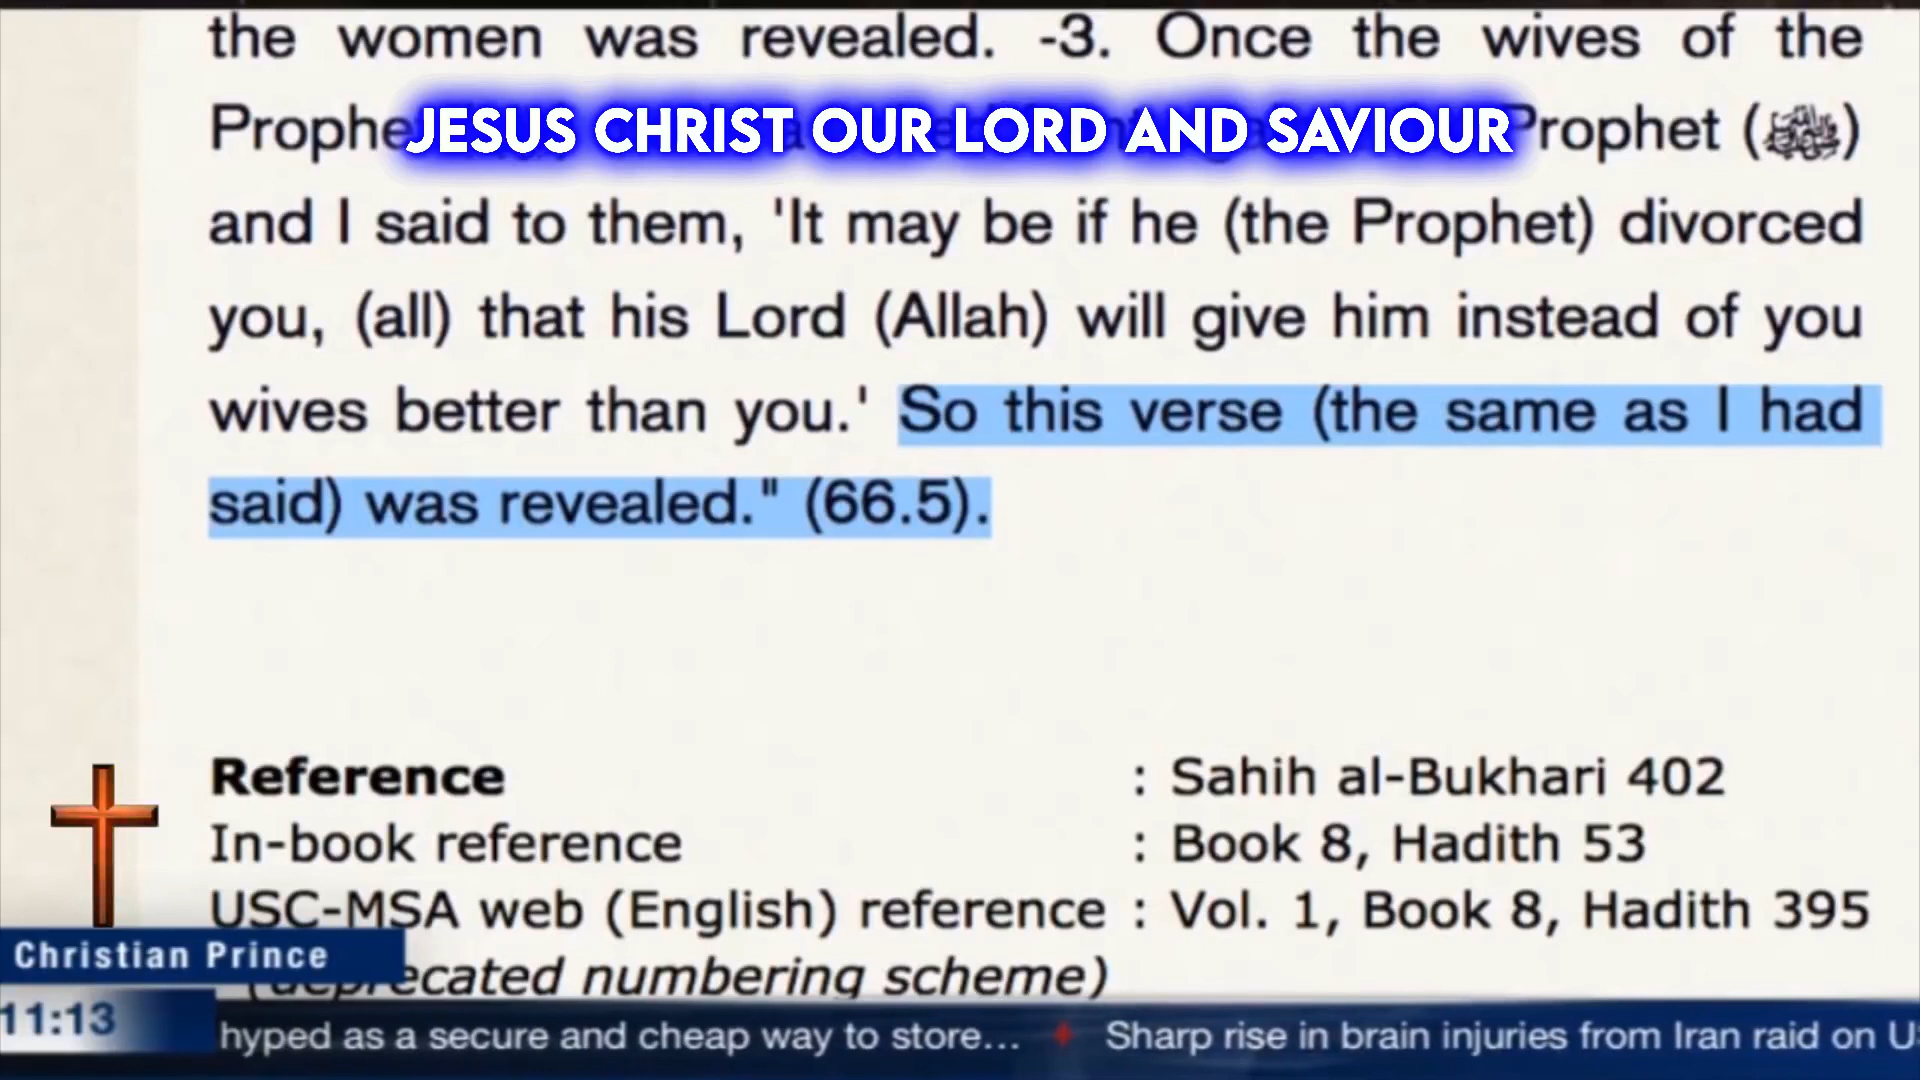 the women was revealed. -3. Once the wives of the
JESUS CHRIST OUR LORD AND SAVIOUR
Prophet (ﷺ)
and I said to them, 'It may be if he (the Prophet) divorced
you, (all) that his Lord (Allah) will give him instead of you
wives better than you.' So this verse (the same as I had
said) was revealed." (66.5).
Reference : Sahih al-Bukhari 402
In-book reference : Book 8, Hadith 53
USC-MSA web (English) reference : Vol. 1, Book 8, Hadith 395
Christian Prince
(deprecated numbering scheme)
11:13
hyped as a secure and cheap way to store... Sharp rise in brain injuries from Iran raid on